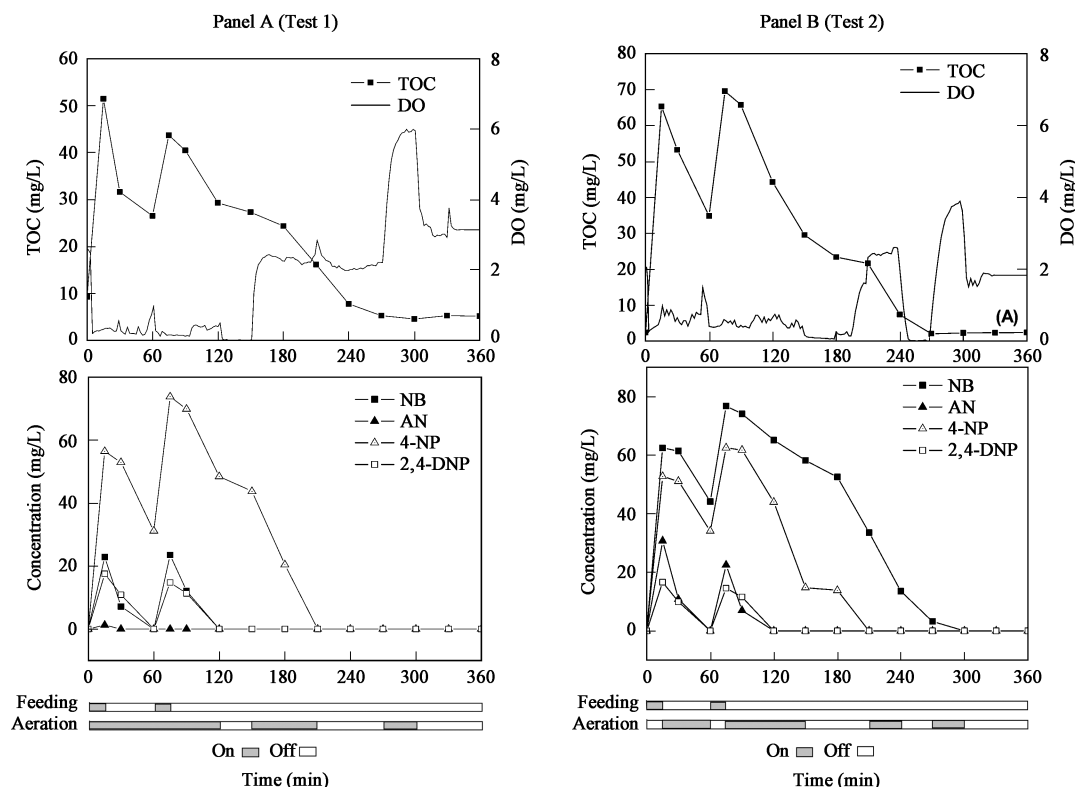 Panel A (Test 1)
60
50
40
30
20
10
0
TOC (mg/L)
8
6
4
2
0
DO (mg/L)
TOC
DO
0 60 120 180 240 300 360
80
60
40
20
0
Concentration (mg/L)
NB
AN
4-NP
2,4-DNP
0 60 120 180 240 300 360
Feeding
Aeration
On Off
Time (min)
Panel B (Test 2)
80
70
60
50
40
30
20
10
0
TOC (mg/L)
8
6
4
2
0
DO (mg/L)
TOC
DO
(A)
0 60 120 180 240 300 360
80
60
40
20
0
Concentration (mg/L)
NB
AN
4-NP
2,4-DNP
0 60 120 180 240 300 360
Feeding
Aeration
On Off
Time (min)